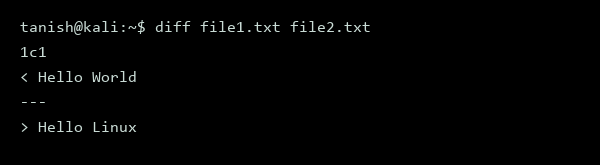 tanish@kali:~$ diff file1.txt file2.txt
1c1
< Hello World
---
> Hello Linux